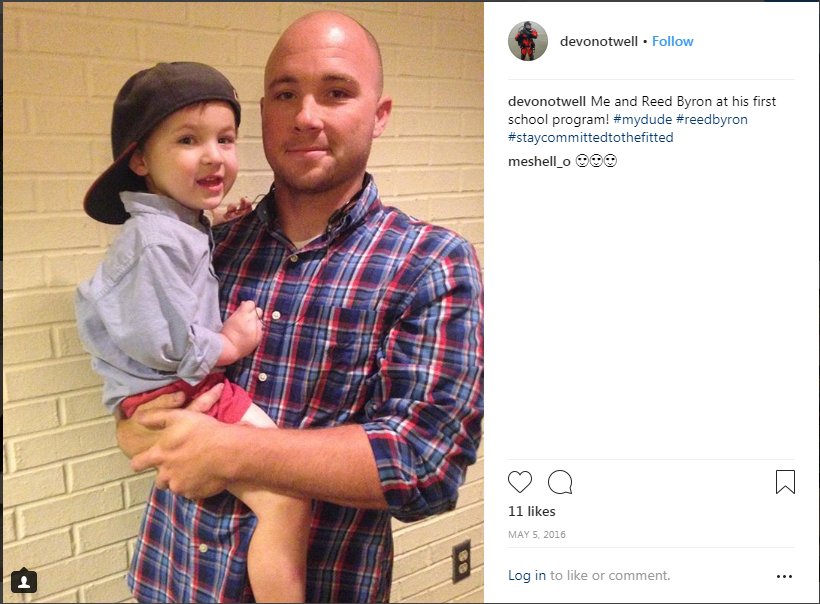 devonotwell • Follow
devonotwell Me and Reed Byron at his first
school program! #mydude #reedbyron
#staycommittedtothefitted
meshell_o
11 likes
MAY 5, 2016
Log in to like or comment.